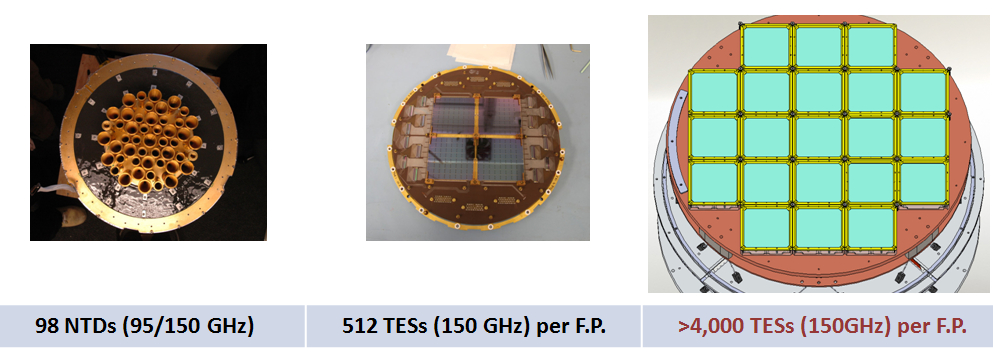 98 NTDs (95/150 GHz)
512 TESs (150 GHz) per F.P.
>4,000 TESs (150GHz) per F.P.